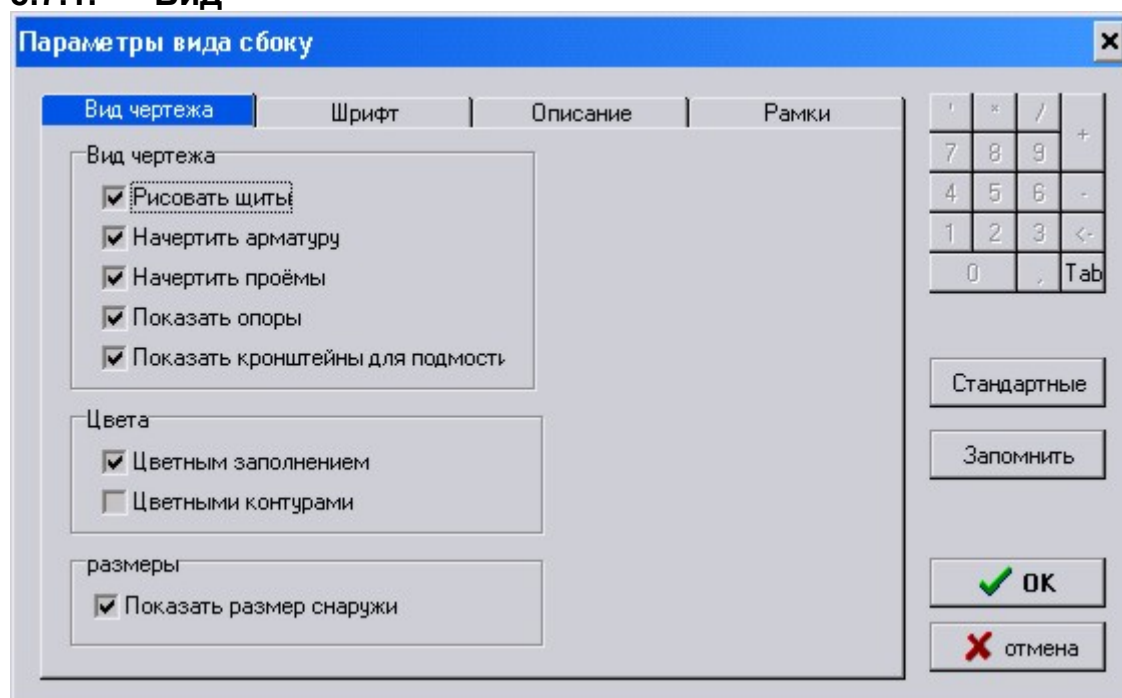 Вид
Параметры вида сбоку
Вид чертежа Шрифт Описание Рамки
Вид чертежа
Рисовать щиты
Начертить арматуру
Начертить проёмы
Показать опоры
Показать кронштейны для подмости
Цвета
Цветным заполнением
Цветными контурами
размеры
Показать размер снаружи
' * / +
7 8 9
4 5 6 -
1 2 3 <-
0 , Tab
Стандартные
Запомнить
OK
отмена